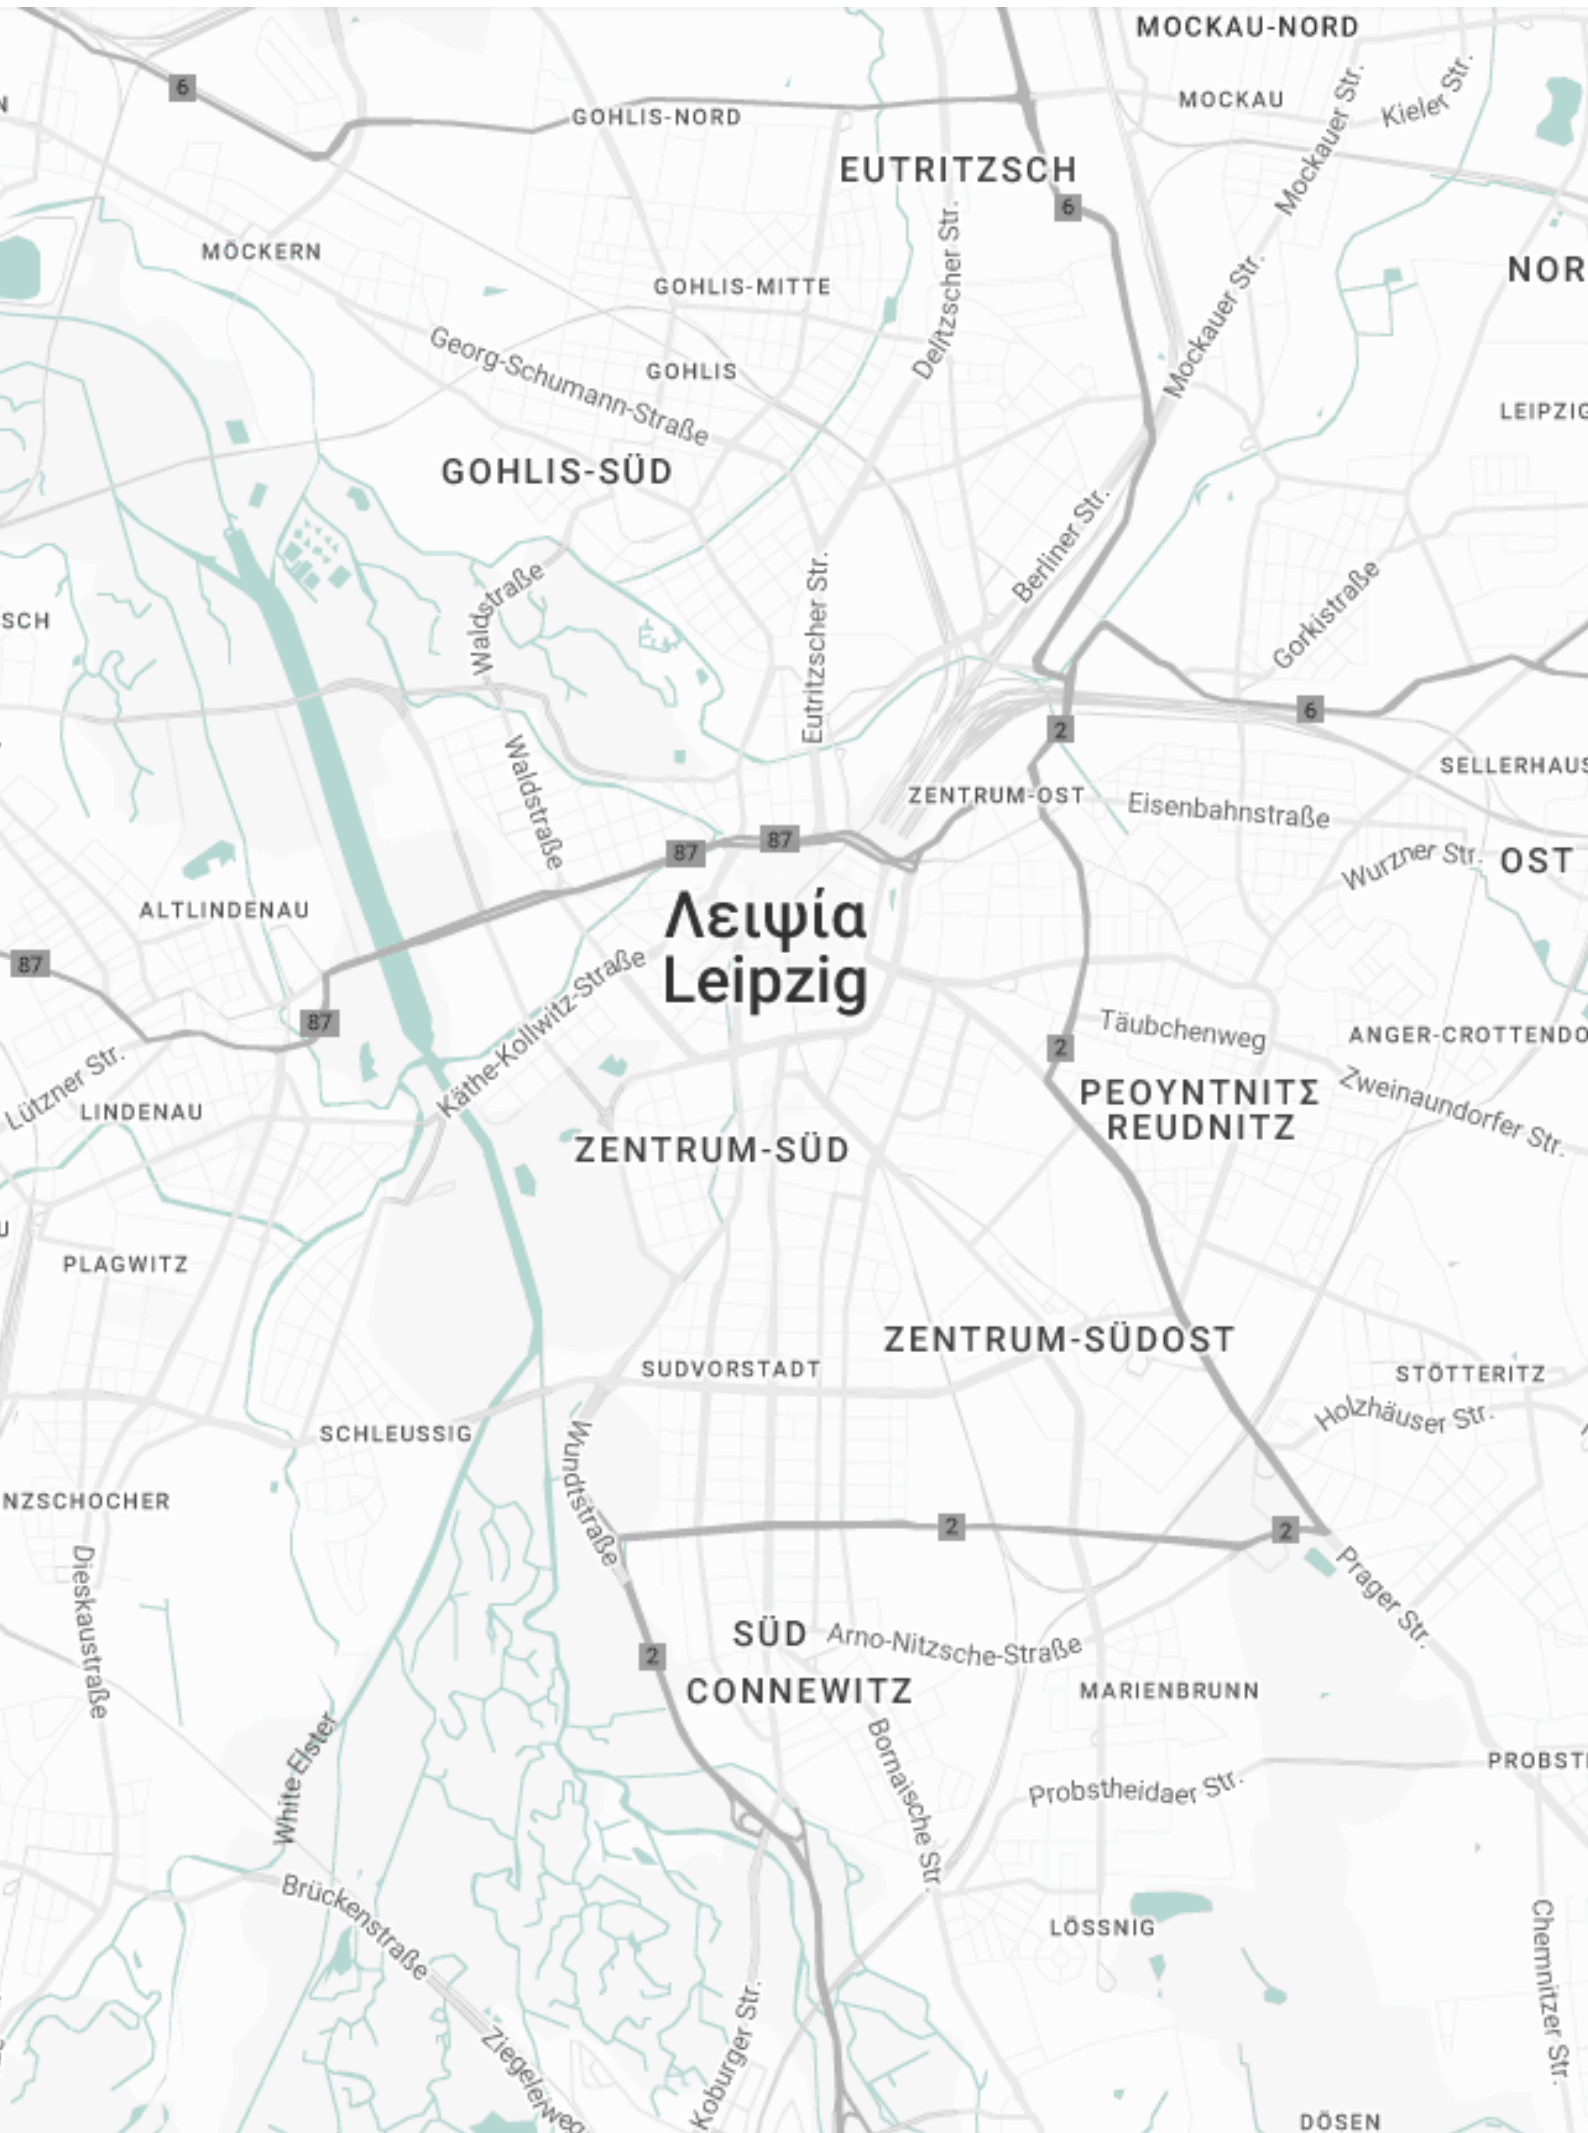 MOCKAU-NORD
6
MOCKAU
Kieler Str.
Mockauer Str.
GOHLIS-NORD
EUTRITZSCH
6
MÖCKERN
Delitzscher Str.
GOHLIS-MITTE
NOR
Mockauer Str.
Georg-Schumann-Straße
GOHLIS
LEIPZIG
GOHLIS-SÜD
Berliner Str.
Waldstraße
Eutritzscher Str.
Gorkistraße
SCH
6
2
Waldstraße
SELLERHAUS
ZENTRUM-OST
Eisenbahnstraße
87
87
Wurzner Str.
OST
ALTLINDENAU
Λειψία
Leipzig
87
Käthe-Kollwitz-Straße
87
Täubchenweg
ANGER-CROTTENDO
2
Lützner Str.
LINDENAU
ΡΕΟΥΝΤΝΙΤΣ
REUDNITZ
Zweinaundorfer Str.
ZENTRUM-SÜD
U
PLAGWITZ
ZENTRUM-SÜDOST
SUDVORSTADT
STÖTTERITZ
Holzhäuser Str.
SCHLEUSSIG
Wundtstraße
NZSCHOCHER
2
2
Dieskaustraße
Prager Str.
SÜD
Arno-Nitzsche-Straße
2
CONNEWITZ
MARIENBRUNN
White Elster
Bornaische Str.
PROBSTH
Probstheidaer Str.
Brückenstraße
LÖSSNIG
Chemnitzer Str.
Koburger Str.
Ziegeleiweg
DÖSEN